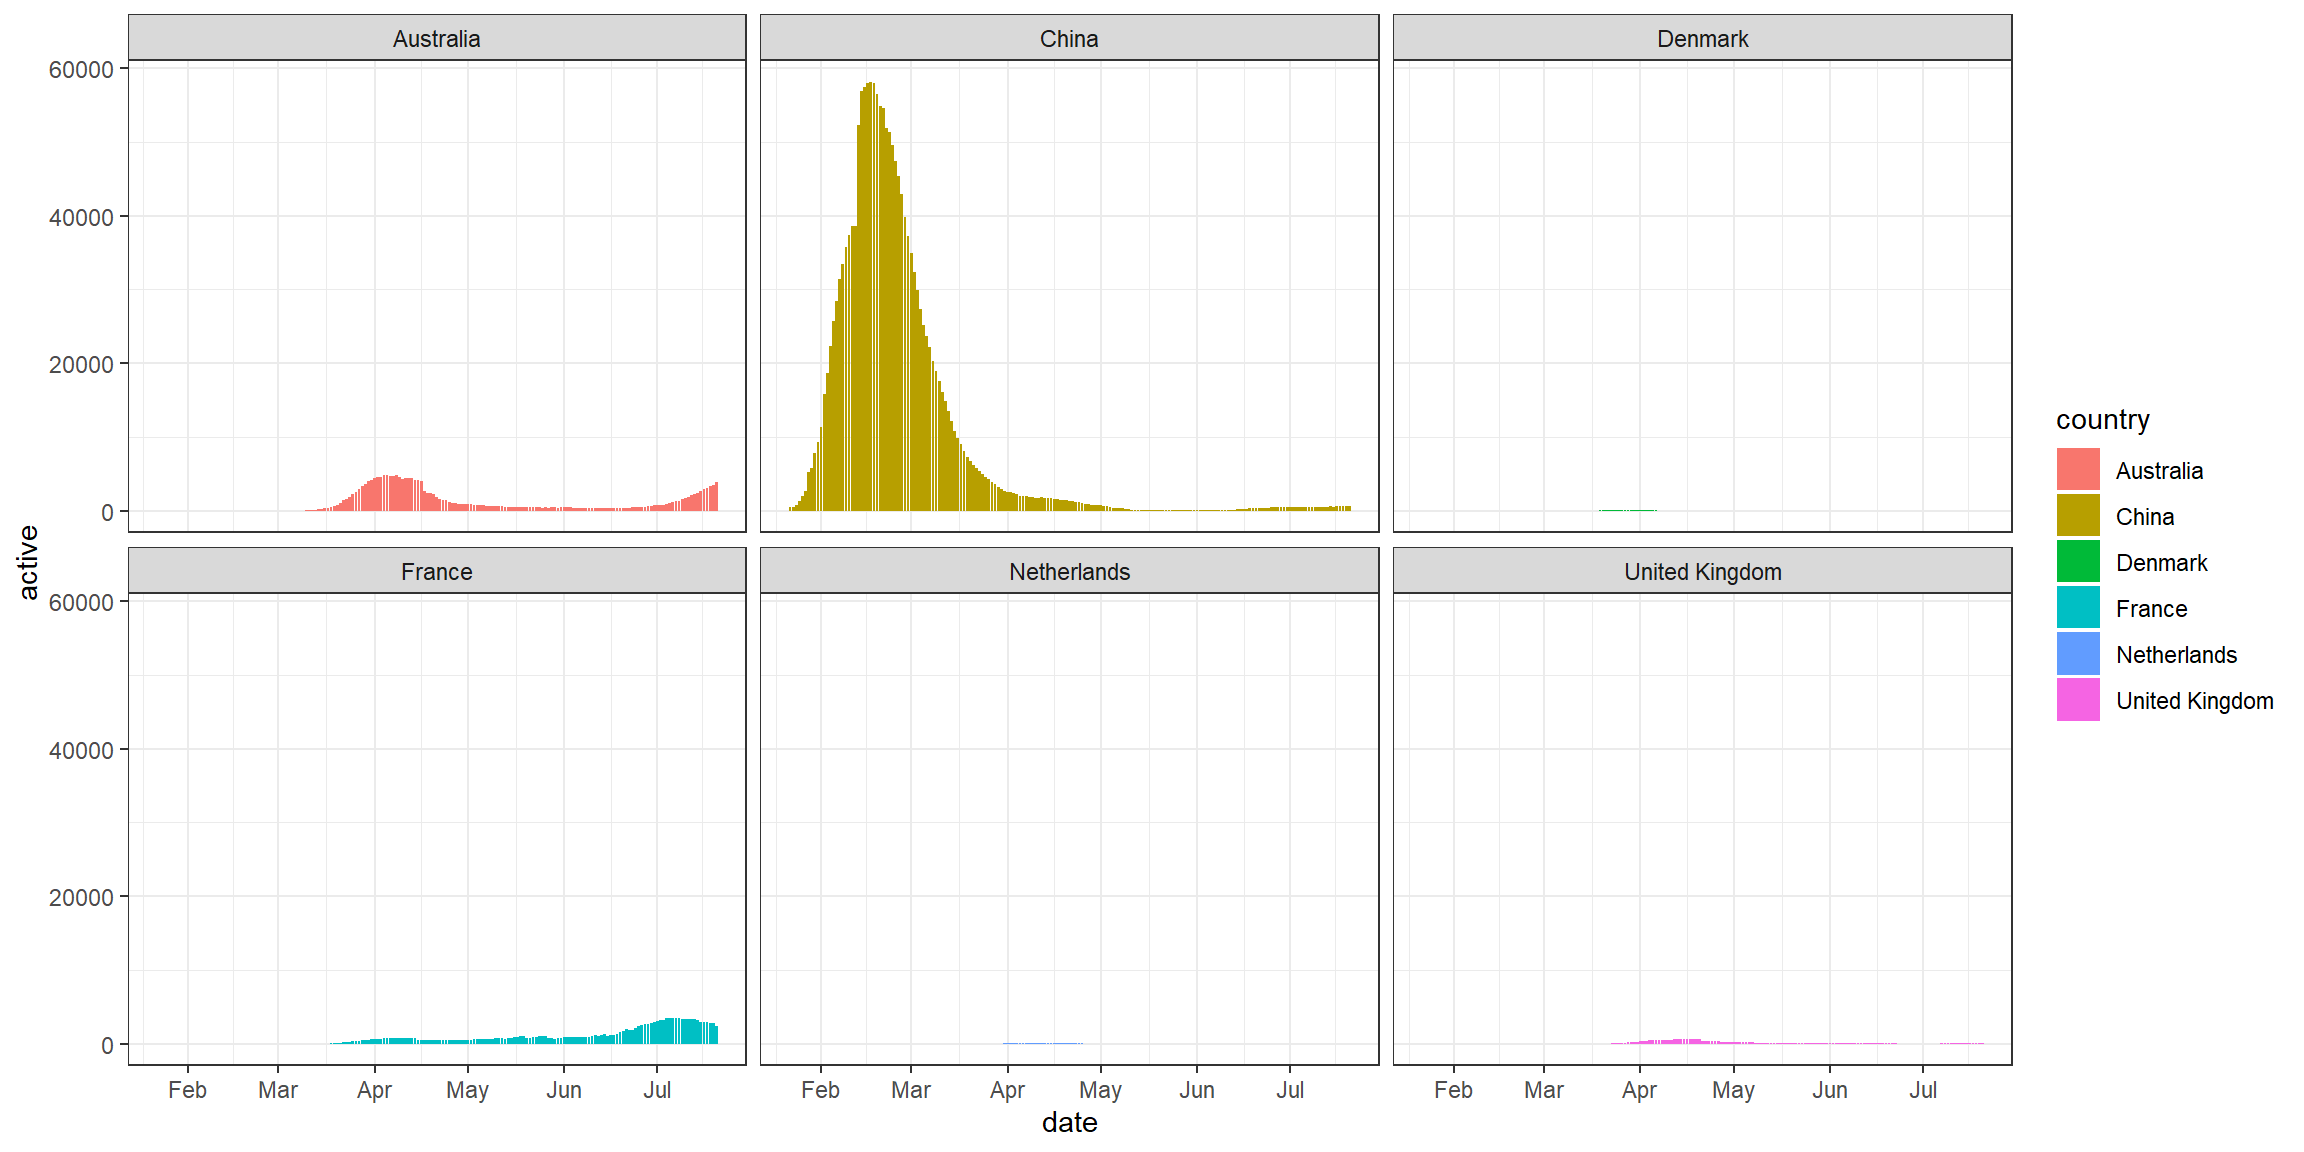 Australia
China
Denmark
60000
40000
20000
0
France
Netherlands
United Kingdom
60000
40000
20000
0
Feb Mar Apr May Jun Jul
Feb Mar Apr May Jun Jul
Feb Mar Apr May Jun Jul
date
active
country
Australia
China
Denmark
France
Netherlands
United Kingdom